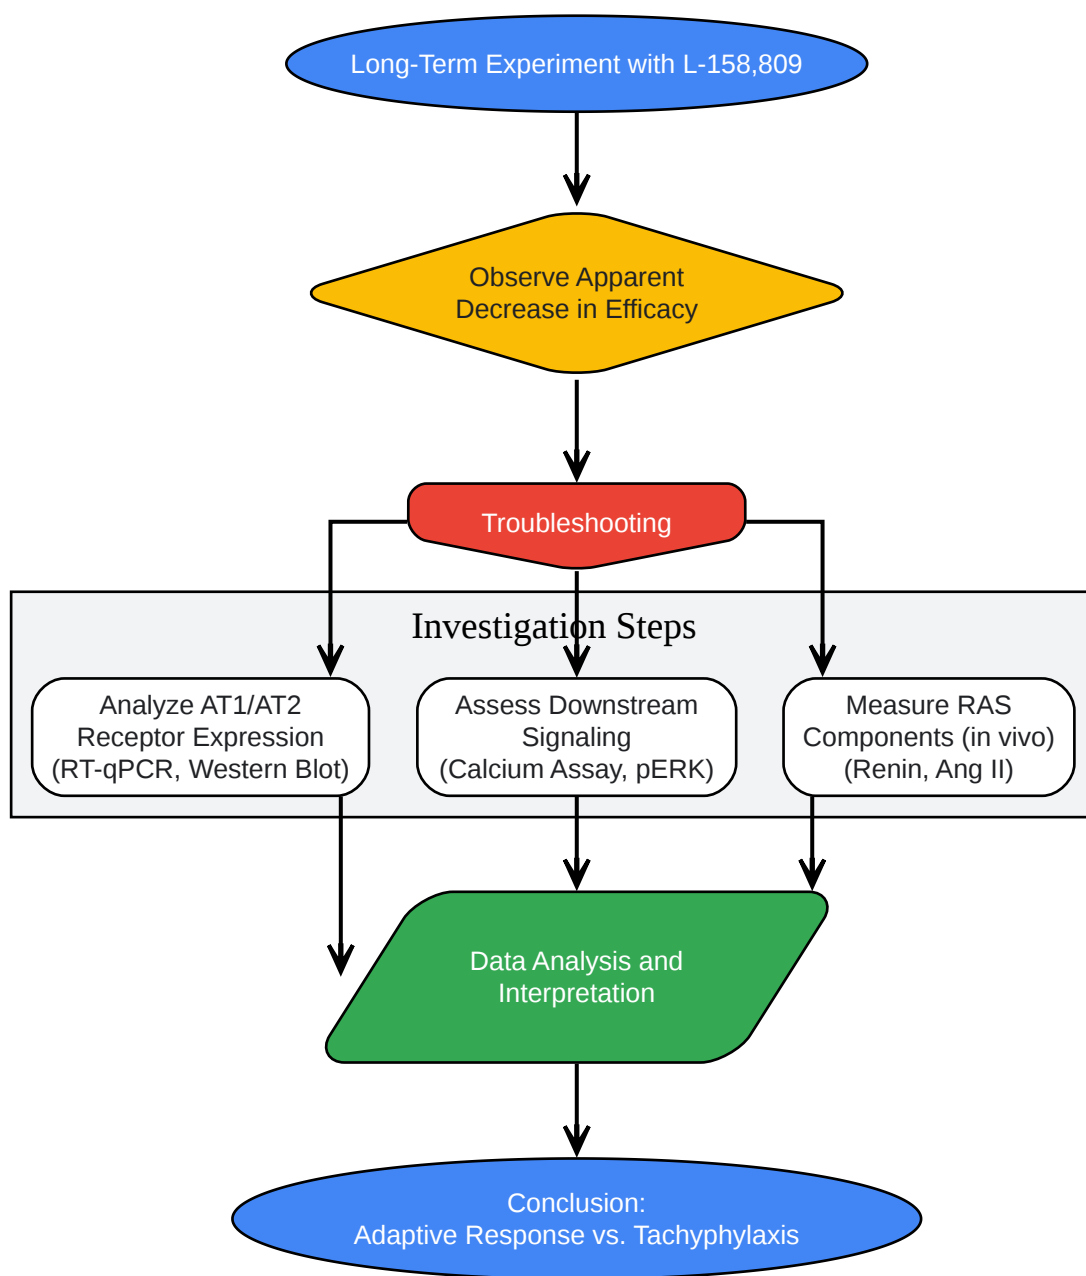 Long-Term Experiment with L-158,809
Observe Apparent
Decrease in Efficacy
Troubleshooting
Investigation Steps
Analyze AT1/AT2
Receptor Expression
(RT-qPCR, Western Blot)
Assess Downstream
Signaling
(Calcium Assay, pERK)
Measure RAS
Components (in vivo)
(Renin, Ang II)
Data Analysis and
Interpretation
Conclusion:
Adaptive Response vs. Tachyphylaxis